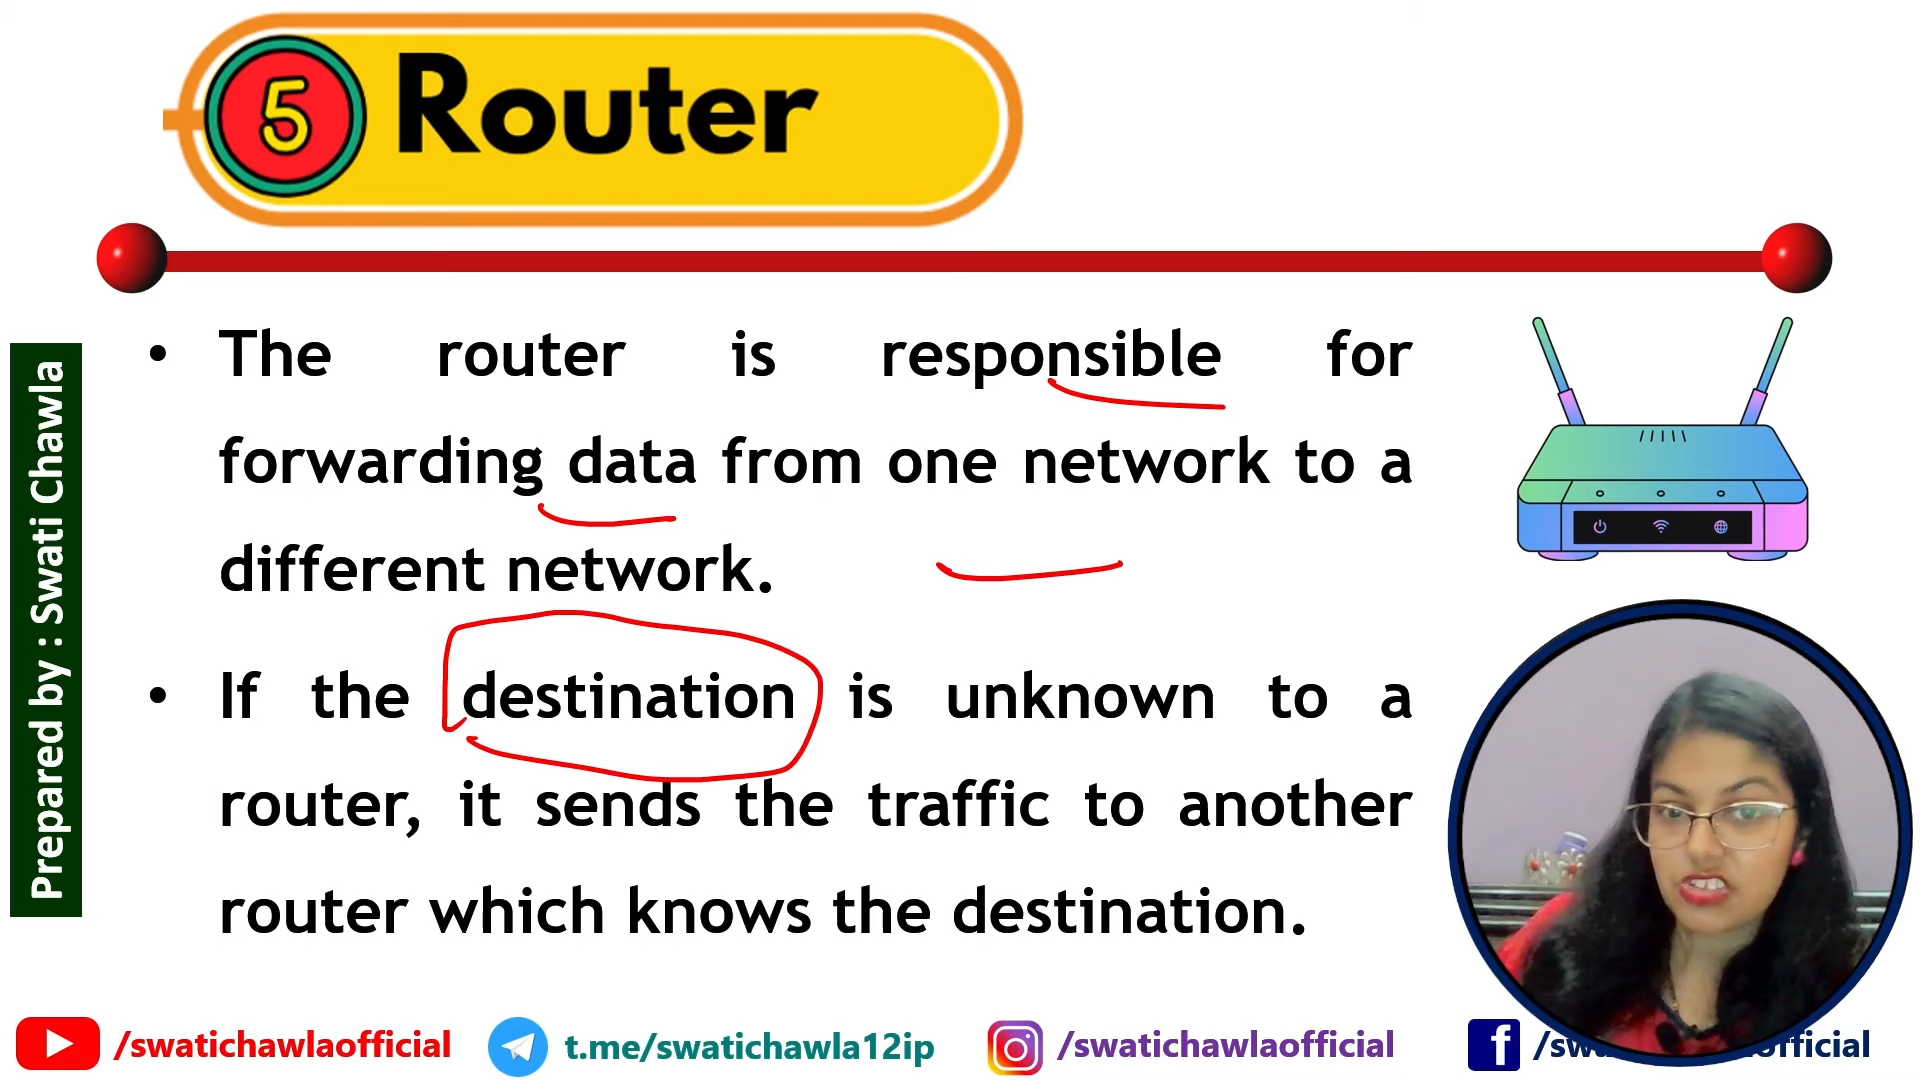 5 Router
The router is responsible for
forwarding data from one network to a
different network.
If the destination is unknown to a
router, it sends the traffic to another
router which knows the destination.
Prepared by : Swati Chawla
/swatichawlaofficial
t.me/swatichawla12ip
/swatichawlaofficial